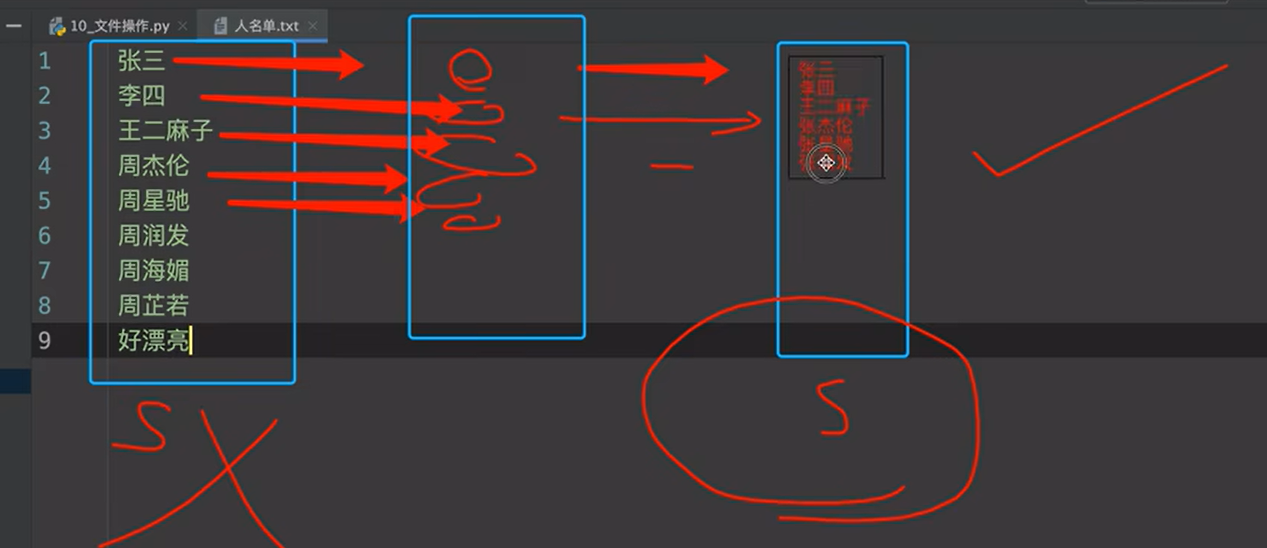 10_文件操作.py
人名单.txt
1 张三
2 李四
3 王二麻子
4 周杰伦
5 周星驰
6 周润发
7 周海媚
8 周芷若
9 好漂亮
张三
李四
王二麻子
张杰伦
S
S